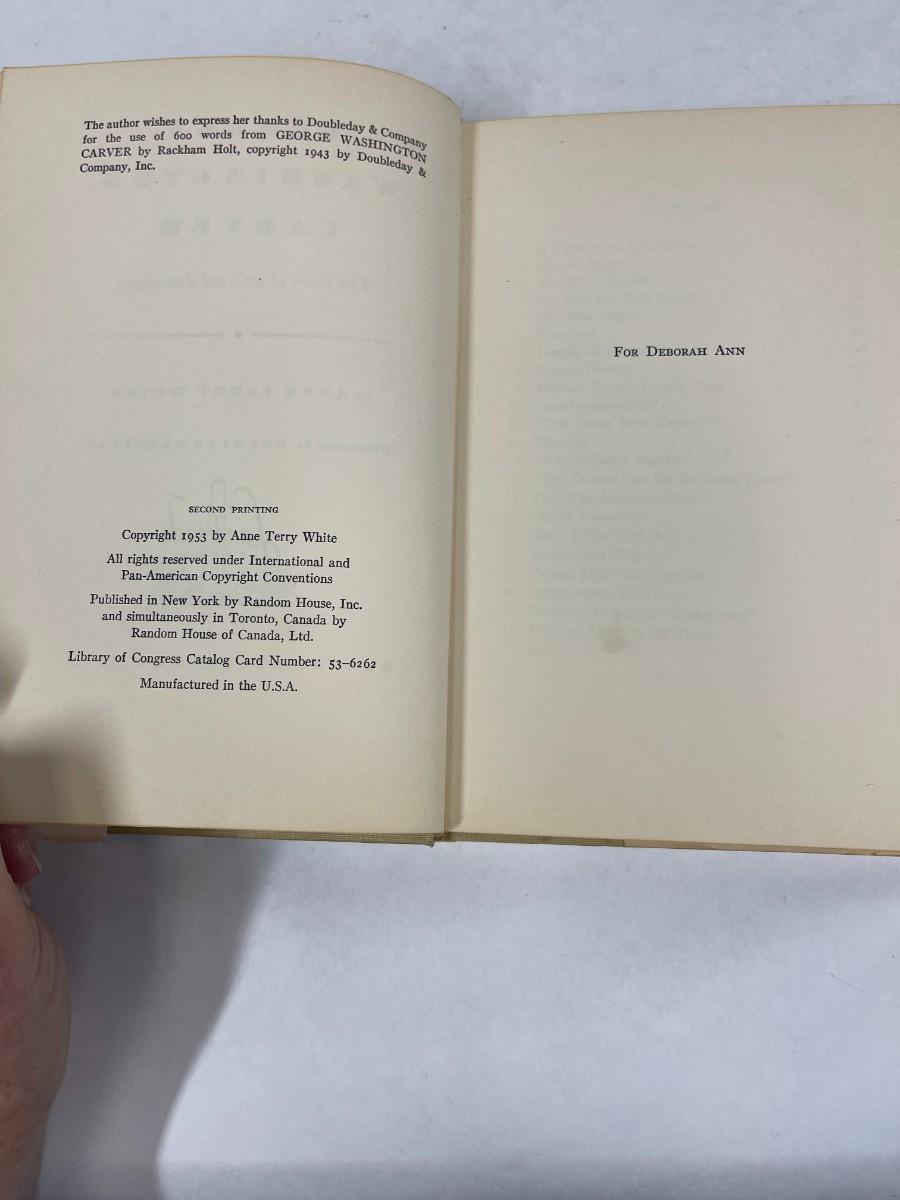 The author wishes to express her thanks to Doubleday & Company
for the use of 600 words from GEORGE WASHINGTON
CARVER by Rackham Holt, copyright 1943 by Doubleday &
Company, Inc.
SECOND PRINTING
Copyright 1953 by Anne Terry White
All rights reserved under International and
Pan-American Copyright Conventions
Published in New York by Random House, Inc.
and simultaneously in Toronto, Canada by
Random House of Canada, Ltd.
Library of Congress Catalog Card Number: 53-6262
Manufactured in the U.S.A.
For Deborah Ann